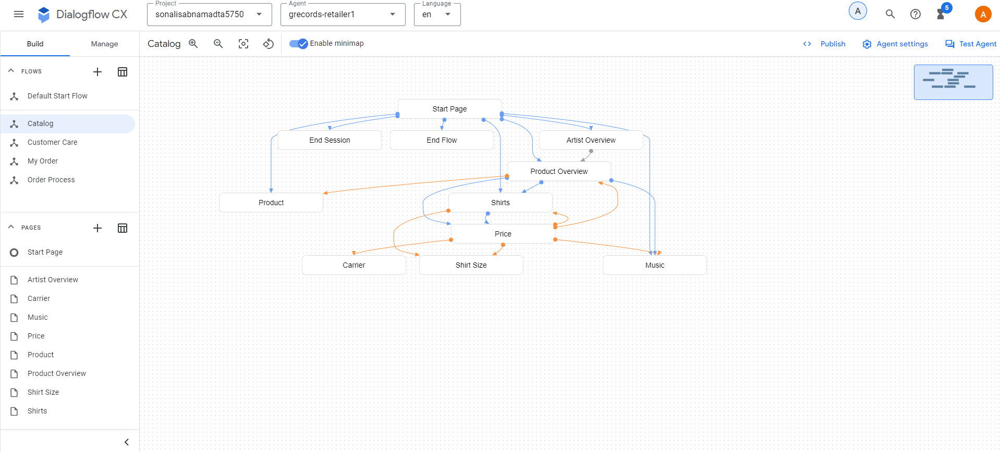 Project
Agent
Language
Dialogflow CX
sonalisabnamadta5750
grecords-retailer1
en
A
5
A
Build
Manage
Catalog
Enable minimap
Publish
Agent settings
Test Agent
FLOWS
Default Start Flow
Catalog
Customer Care
My Order
Order Process
PAGES
Start Page
Artist Overview
Carrier
Music
Price
Product
Product Overview
Shirt Size
Shirts
Start Page
End Session
End Flow
Artist Overview
Product Overview
Product
Shirts
Price
Carrier
Shirt Size
Music